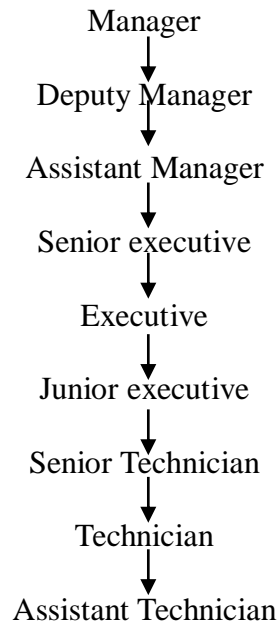 Manager
Deputy Manager
Assistant Manager
Senior executive
Executive
Junior executive
Senior Technician
Technician
Assistant Technician